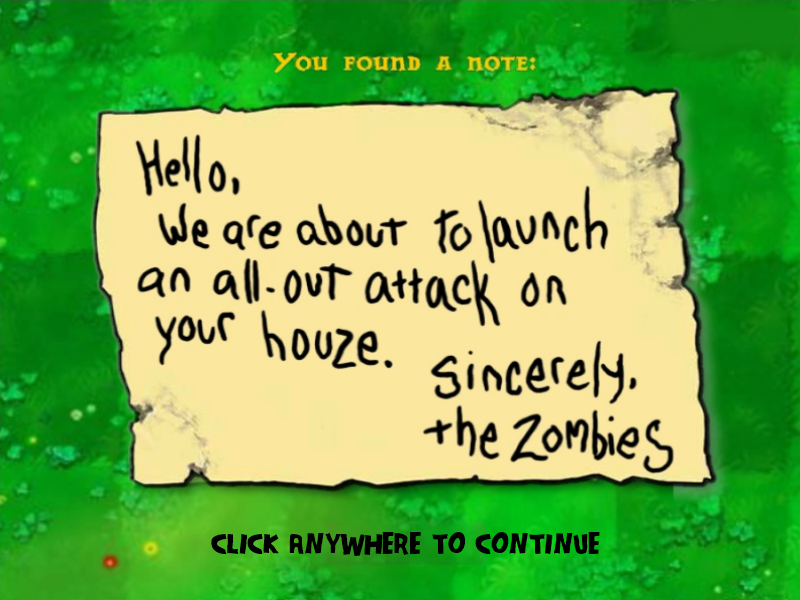 You found a note:
Hello,
We are about to launch
an all-out attack on
your houze.
Sincerely,
the Zombies
CLICK ANYWHERE TO CONTINUE